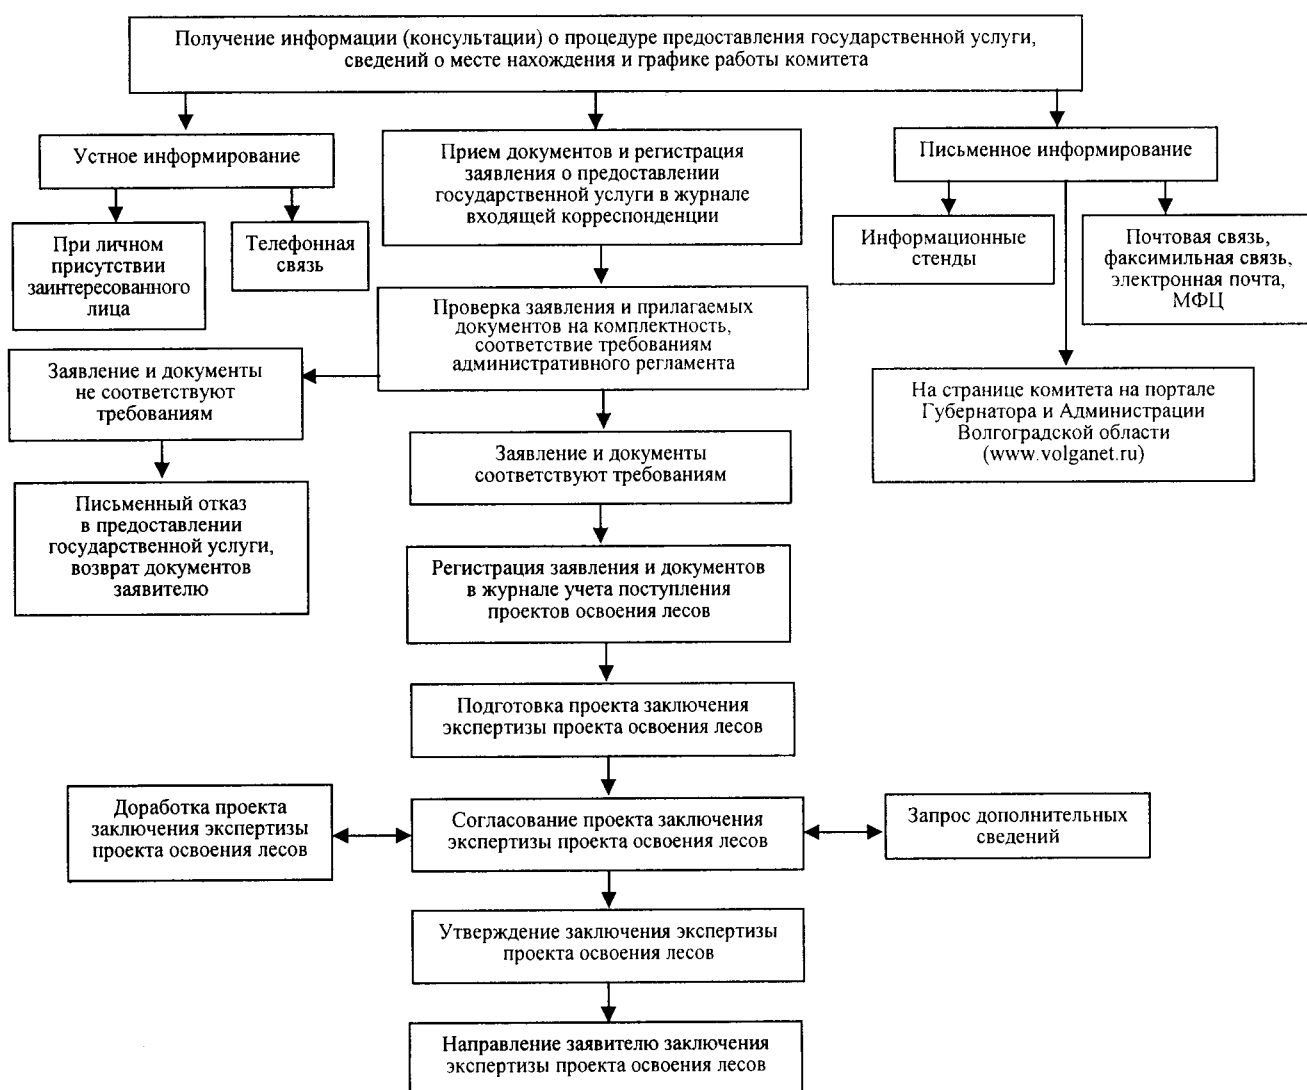 Получение информации (консультации) о процедуре предоставления государственной услуги,
сведений о месте нахождения и графике работы комитета
Устное информирование
Прием документов и регистрация
заявления о предоставлении
государственной услуги в журнале
входящей корреспонденции
Письменное информирование
При личном
присутствии
заинтересованного
лица
Телефонная
связь
Информационные
стенды
Почтовая связь,
факсимильная связь,
электронная почта,
МФЦ
Проверка заявления и прилагаемых
документов на комплектность,
соответствие требованиям
административного регламента
Заявление и документы
не соответствуют
требованиям
На странице комитета на портале
Губернатора и Администрации
Волгоградской области
(www.volganet.ru)
Заявление и документы
соответствуют требованиям
Письменный отказ
в предоставлении
государственной услуги,
возврат документов
заявителю
Регистрация заявления и документов
в журнале учета поступления
проектов освоения лесов
Подготовка проекта заключения
экспертизы проекта освоения лесов
Доработка проекта
заключения экспертизы
проекта освоения лесов
Согласование проекта заключения
экспертизы проекта освоения лесов
Запрос дополнительных
сведений
Утверждение заключения экспертизы
проекта освоения лесов
Направление заявителю заключения
экспертизы проекта освоения лесов